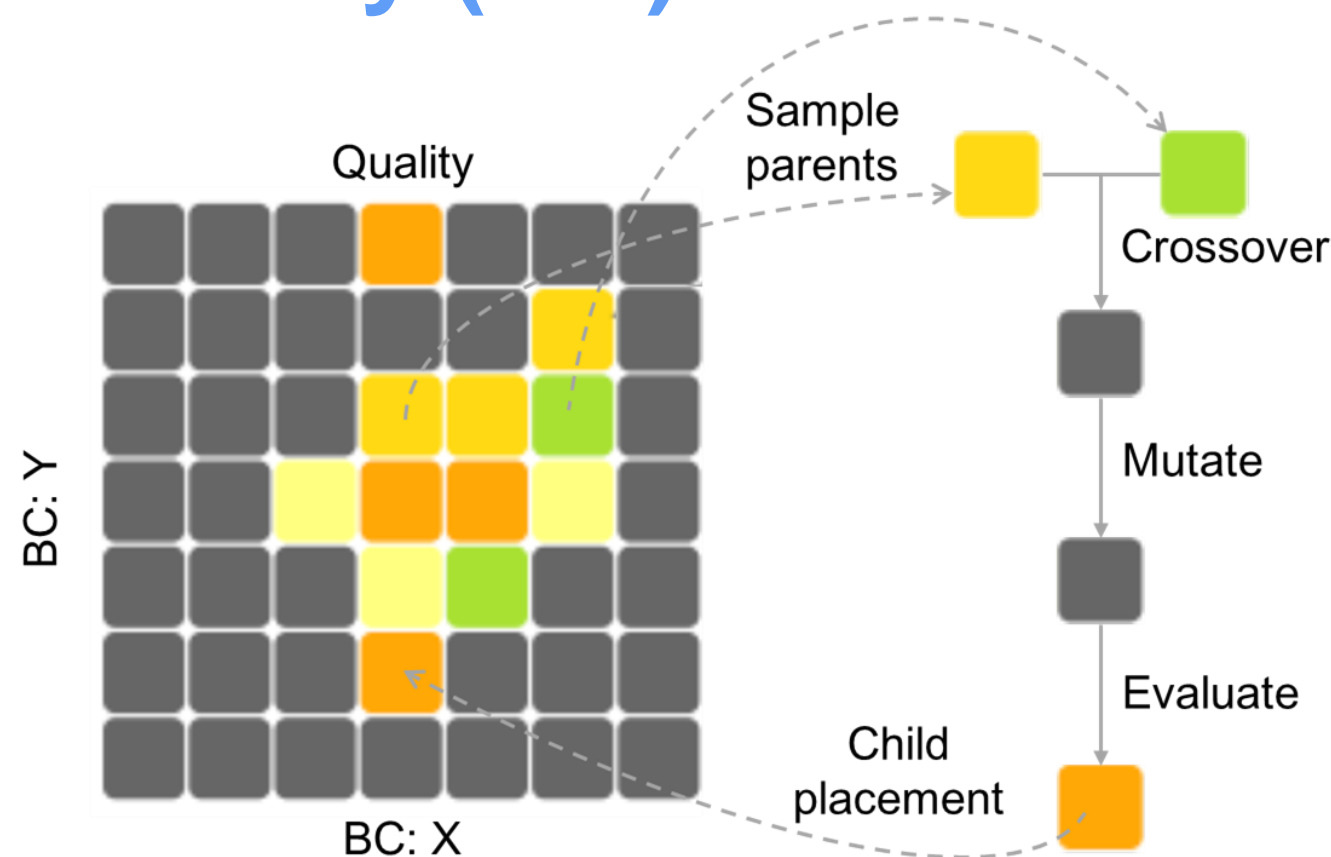 Quality
BC: Y
BC: X
Sample
parents
Crossover
Mutate
Evaluate
Child
placement